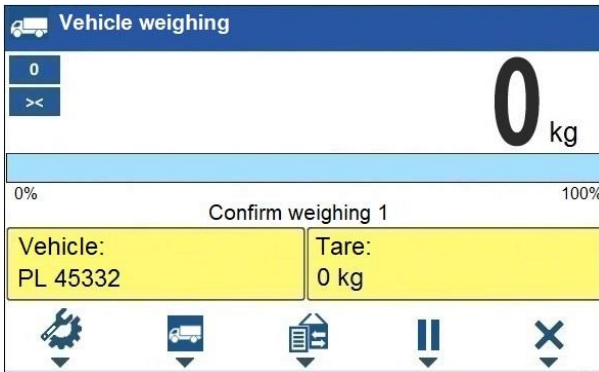 Vehicle weighing
0
><
0 kg
0%
100%
Confirm weighing 1
Vehicle:
PL 45332
Tare:
0 kg